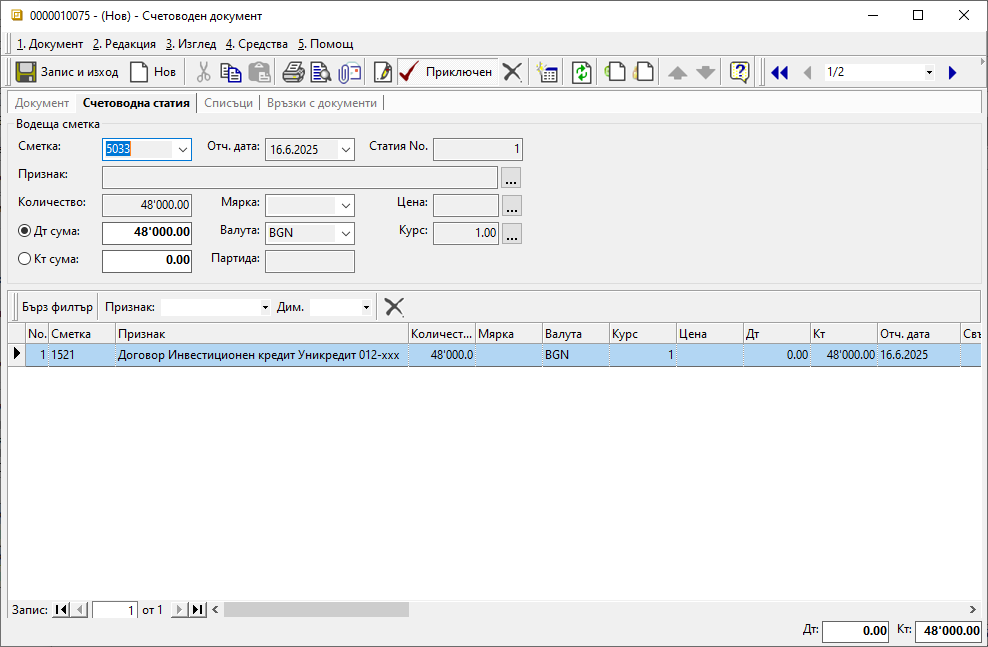 0000010075 - (Нов) - Счетоводен документ
1. Документ 2. Редакция 3. Изглед 4. Средства 5. Помощ
Запис и изход Нов Приключен 1/2
Документ Счетоводна статия Списъци Връзки с документи
Водеща сметка
Сметка: 5033 Отч. дата: 16.6.2025 Статия No. 1
Признак: ...
Количество: 48'000.00 Мярка: Цена: ...
Дт сума: 48'000.00 Валута: BGN Курс: 1.00 ...
Кт сума: 0.00 Партида:
Бърз филтър Признак: Дим.
No. Сметка Признак Количест... Мярка Валута Курс Цена Дт Кт Отч. дата Свъ
1 1521 Договор Инвестиционен кредит Уникредит 012-xxx 48'000.0 BGN 1 0.00 48'000.00 16.6.2025
Запис: 1 от 1
Дт: 0.00 Кт: 48'000.00